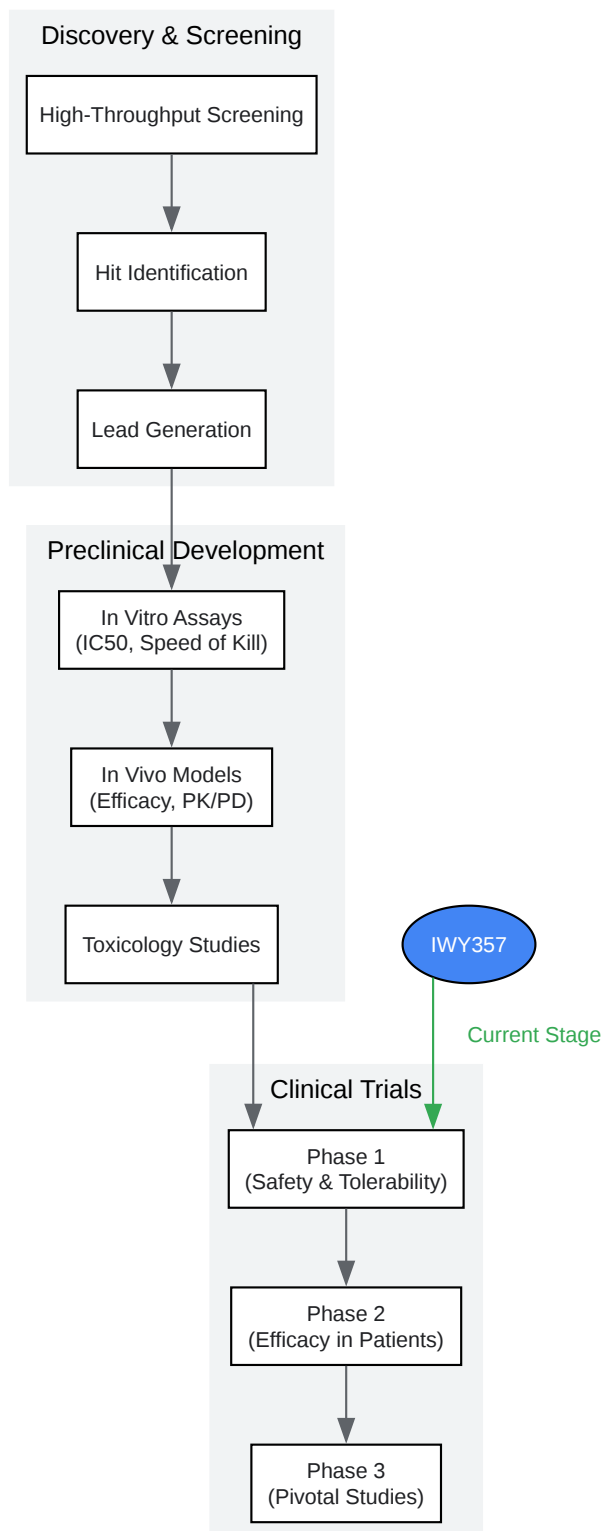 Discovery & Screening
High-Throughput Screening
Hit Identification
Lead Generation
Preclinical Development
In Vitro Assays
(IC50, Speed of Kill)
In Vivo Models
(Efficacy, PK/PD)
Toxicology Studies
IWY357
Current Stage
Clinical Trials
Phase 1
(Safety & Tolerability)
Phase 2
(Efficacy in Patients)
Phase 3
(Pivotal Studies)